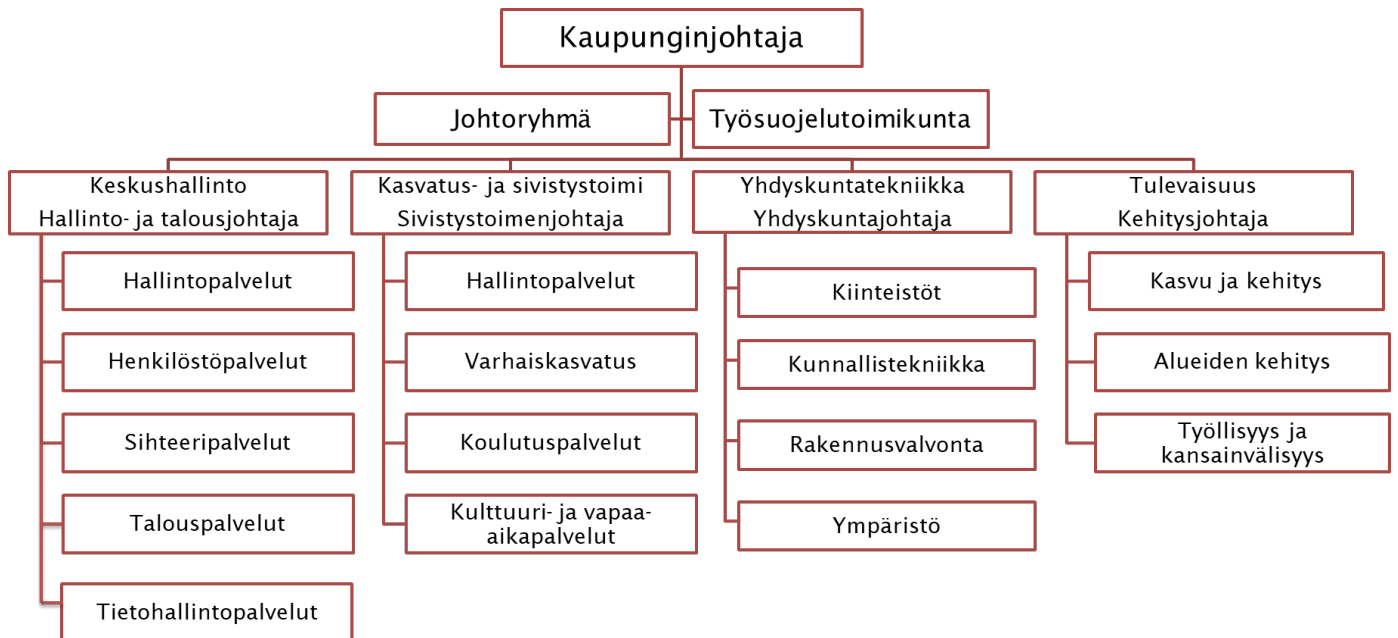 Kaupunginjohtaja
Johtoryhmä
Työsuojelutoimikunta
Keskushallinto
Hallinto- ja talousjohtaja
Hallintopalvelut
Henkilöstöpalvelut
Sihteeripalvelut
Talouspalvelut
Tietohallintopalvelut
Kasvatus- ja sivistystoimi
Sivistystoimenjohtaja
Hallintopalvelut
Varhaiskasvatus
Koulutuspalvelut
Kulttuuri- ja vapaa-
aikapalvelut
Yhdyskuntatekniikka
Yhdyskuntajohtaja
Kiinteistöt
Kunnallistekniikka
Rakennusvalvonta
Ympäristö
Tulevaisuus
Kehitysjohtaja
Kasvu ja kehitys
Alueiden kehitys
Työllisyys ja
kansainvälisyys